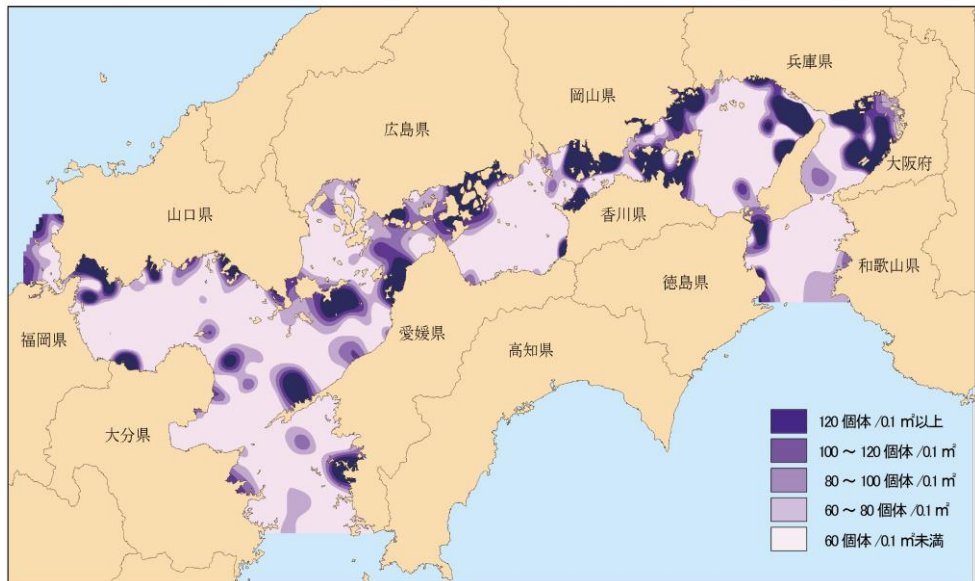 兵庫県
岡山県
広島県
大阪府
山口県
香川県
和歌山県
徳島県
福岡県
愛媛県
高知県
大分県
120 個体 /0.1 ㎡以上
100 ～ 120 個体 /0.1 ㎡
80 ～ 100 個体 /0.1 ㎡
60 ～ 80 個体 /0.1 ㎡
60 個体 /0.1 ㎡未満